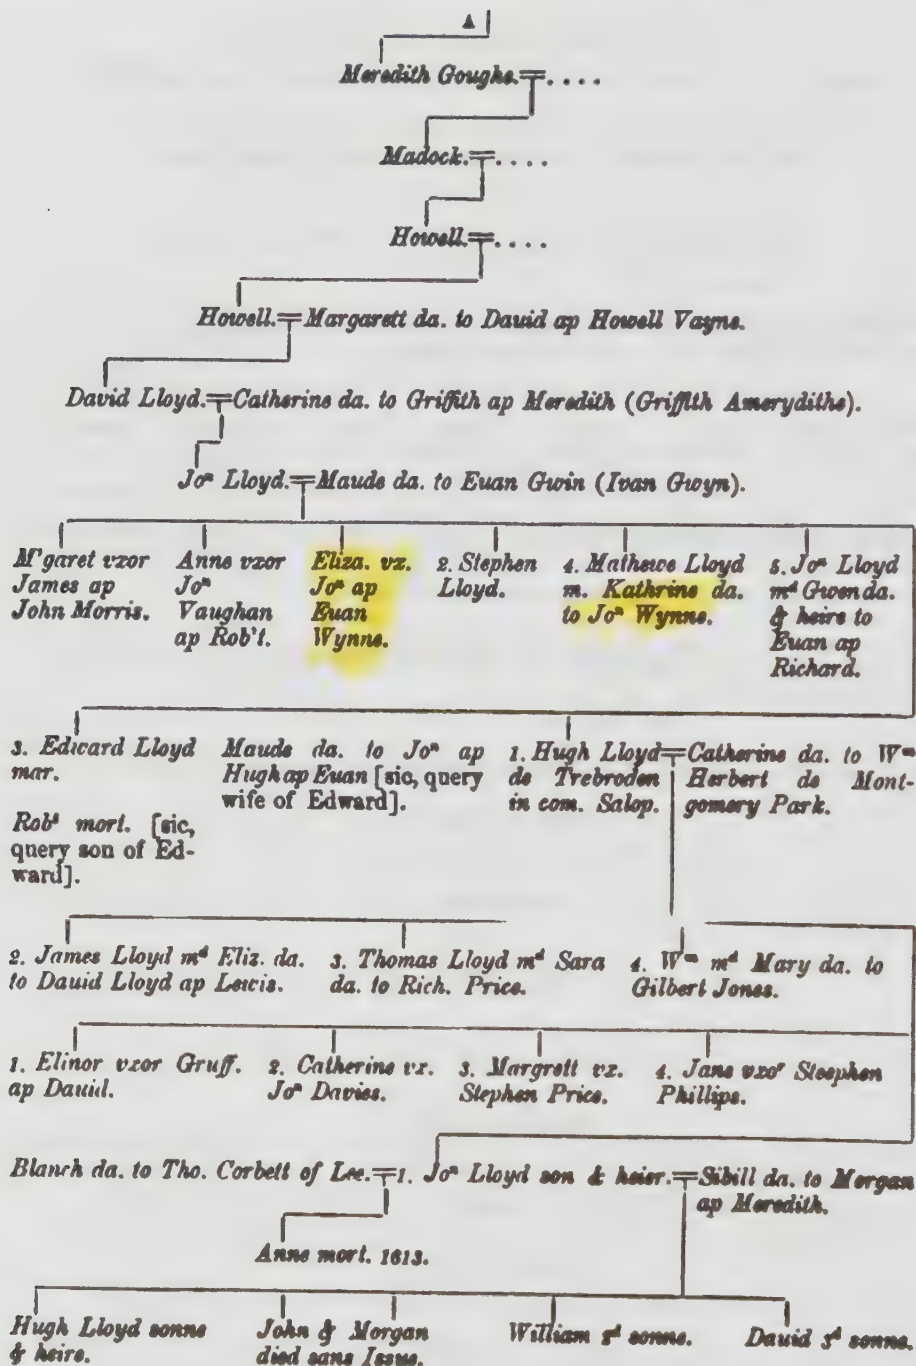 A
Meredith Goughe.=. . . .
Madock.=. . . .
Howell.=. . . .
Howell.=Margarett da. to Dauid ap Howell Vayne.
David Lloyd.=Catherine da. to Griffith ap Meredith (Griffith Amerydithe).
Joⁿ Lloyd.=Maude da. to Euan Gwin (Ivan Gwyn).
M'garet vxor
James ap
John Morris.
Anne vxor
Joⁿ
Vaughan
ap Rob't.
Eliza. vx.
Joⁿ ap
Euan
Wynne.
2. Stephen
Lloyd.
4. Mathewe Lloyd
m. Kathrine da.
to Joⁿ Wynne.
5. Joⁿ Lloyd
mᵈ Gwen da.
& heire to
Euan ap
Richard.
3. Edward Lloyd
mar.
Robᵗ mort. [sic,
query son of Ed-
ward].
Maude da. to Joⁿ ap
Hugh ap Euan [sic, query
wife of Edward].
1. Hugh Lloyd=Catherine da. to Wᵐ
de Trebroden Herbert de Mont-
in com. Salop. gomery Park.
2. James Lloyd mᵈ Eliz. da.
to Dauid Lloyd ap Lewis.
3. Thomas Lloyd mᵈ Sara
da. to Rich. Price.
4. Wᵐ mᵈ Mary da. to
Gilbert Jones.
1. Elinor vxor Gruff.
ap Dauid.
2. Catherine vx.
Joⁿ Davies.
3. Margrett vx.
Stephen Price.
4. Jane vxoʳ Steephen
Phillips.
Blanch da. to Tho. Corbett of Lee.=1. Joⁿ Lloyd son & heier.=Sibill da. to Morgan
ap Meredith.
Anne mort. 1613.
Hugh Lloyd sonne
& heire.
John & Morgan
died sans Issue.
William 2ᵈ sonne.
Dauid 3ᵈ sonne.